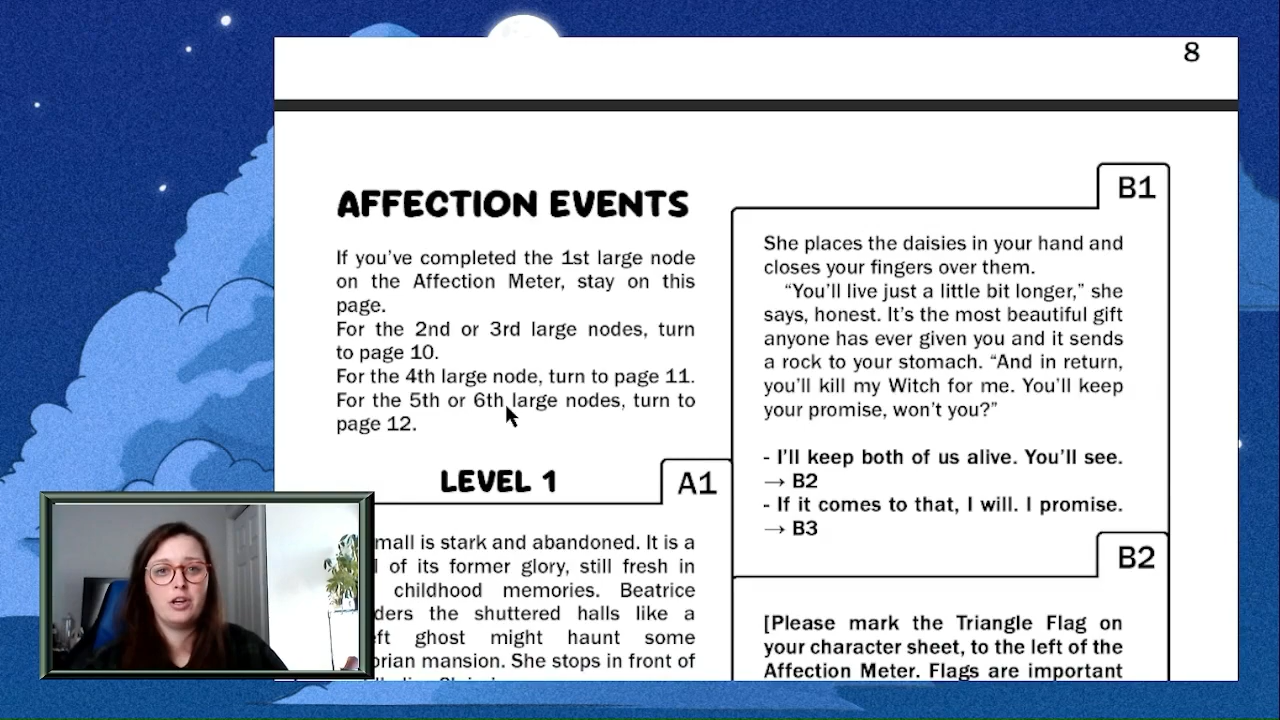 8
AFFECTION EVENTS
If you’ve completed the 1st large node
on the Affection Meter, stay on this
page.
For the 2nd or 3rd large nodes, turn
to page 10.
For the 4th large node, turn to page 11.
For the 5th or 6th large nodes, turn to
page 12.
LEVEL 1
A1
mall is stark and abandoned. It is a
of its former glory, still fresh in
childhood memories. Beatrice
ders the shuttered halls like a
eft ghost might haunt some
orian mansion. She stops in front of
B1
She places the daisies in your hand and
closes your fingers over them.
“You’ll live just a little bit longer,” she
says, honest. It’s the most beautiful gift
anyone has ever given you and it sends
a rock to your stomach. “And in return,
you’ll kill my Witch for me. You’ll keep
your promise, won’t you?”
- I’ll keep both of us alive. You’ll see.
→ B2
- If it comes to that, I will. I promise.
→ B3
B2
[Please mark the Triangle Flag on
your character sheet, to the left of the
Affection Meter. Flags are important